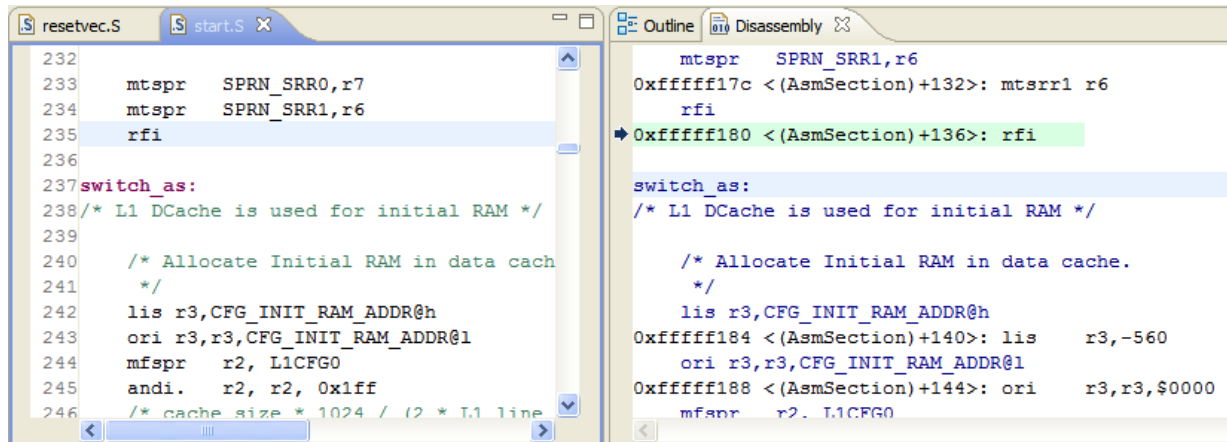 resetvec.S
start.S
232
233 mtspr SPRN_SRR0,r7
234 mtspr SPRN_SRR1,r6
235 rfi
236
237 switch_as:
238 /* L1 DCache is used for initial RAM */
239
240 /* Allocate Initial RAM in data cach
241 */
242 lis r3,CFG_INIT_RAM_ADDR@h
243 ori r3,r3,CFG_INIT_RAM_ADDR@l
244 mfspr r2, L1CFG0
245 andi. r2, r2, 0x1ff
246 /* cache size * 1024 / (2 * L1 line
Outline
Disassembly
mtspr SPRN_SRR1,r6
0xfffff17c <(AsmSection)+132>: mtsrr1 r6
rfi
0xfffff180 <(AsmSection)+136>: rfi
switch_as:
/* L1 DCache is used for initial RAM */
/* Allocate Initial RAM in data cache.
*/
lis r3,CFG_INIT_RAM_ADDR@h
0xfffff184 <(AsmSection)+140>: lis r3,-560
ori r3,r3,CFG_INIT_RAM_ADDR@l
0xfffff188 <(AsmSection)+144>: ori r3,r3,$0000
mfspr r2, L1CFG0